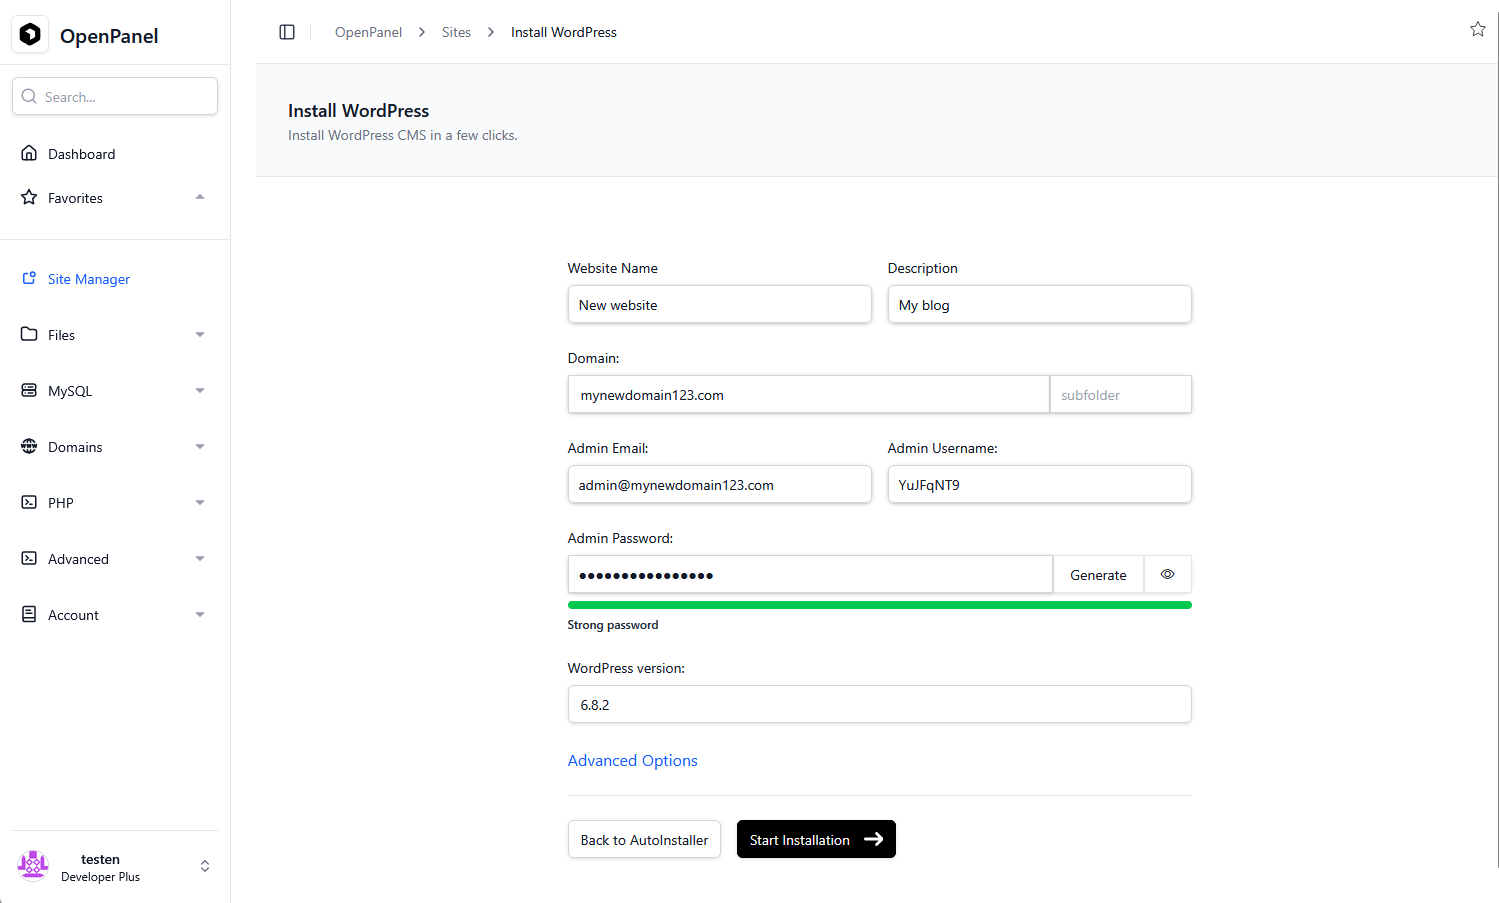 OpenPanel
Search...
Dashboard
Favorites
Site Manager
Files
MySQL
Domains
PHP
Advanced
Account
testen
Developer Plus
OpenPanel > Sites > Install WordPress
Install WordPress
Install WordPress CMS in a few clicks.
Website Name
Description
New website
My blog
Domain:
mynewdomain123.com
subfolder
Admin Email:
Admin Username:
admin@mynewdomain123.com
YuJFqNT9
Admin Password:
••••••••••••••••
Generate
Strong password
WordPress version:
6.8.2
Advanced Options
Back to AutoInstaller
Start Installation